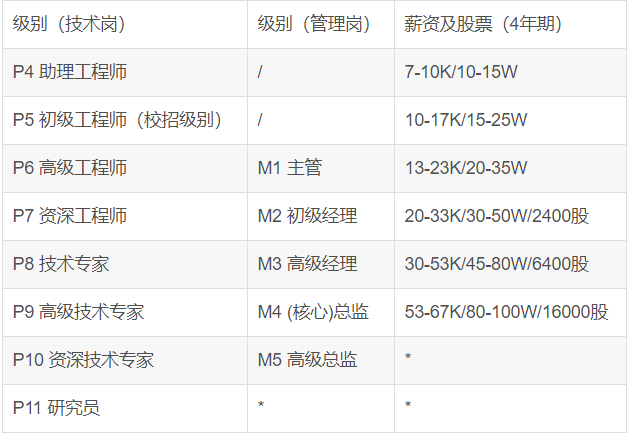 级别（技术岗） 级别（管理岗） 薪资及股票（4年期）
P4 助理工程师 / 7-10K/10-15W
P5 初级工程师（校招级别） / 10-17K/15-25W
P6 高级工程师 M1 主管 13-23K/20-35W
P7 资深工程师 M2 初级经理 20-33K/30-50W/2400股
P8 技术专家 M3 高级经理 30-53K/45-80W/6400股
P9 高级技术专家 M4 (核心)总监 53-67K/80-100W/16000股
P10 资深技术专家 M5 高级总监 *
P11 研究员 * *